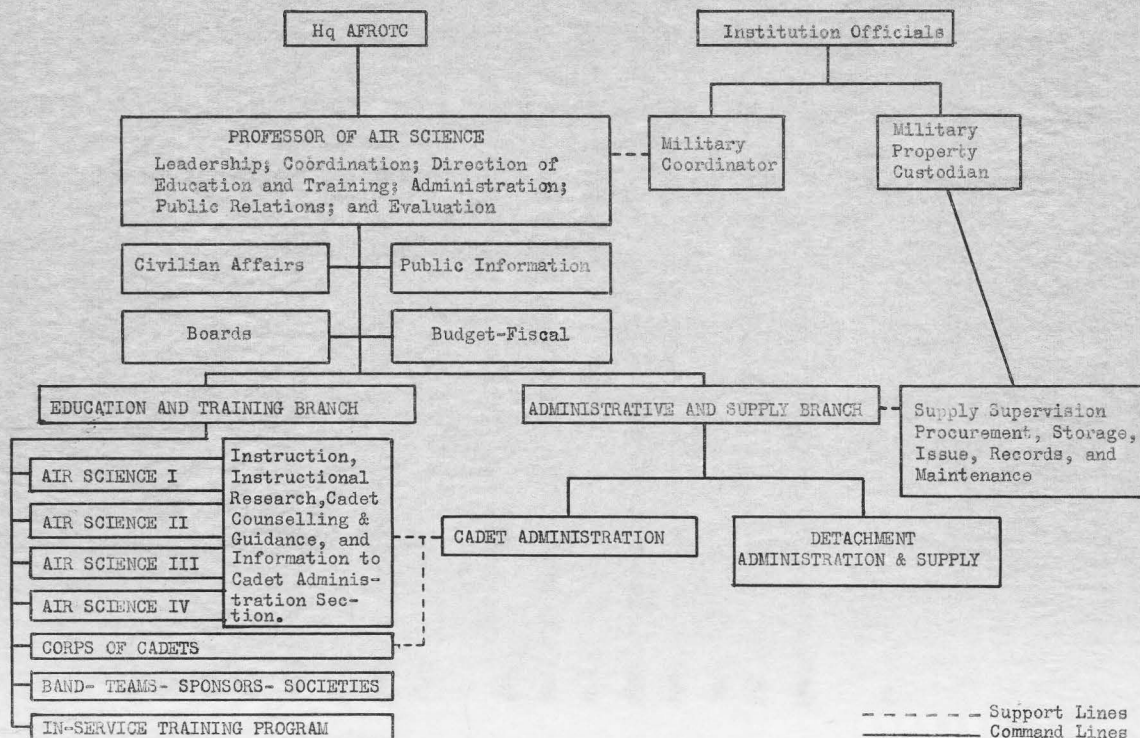 Hq AFROTC
Institution Officials
PROFESSOR OF AIR SCIENCE
Leadership; Coordination; Direction of
Education and Training; Administration;
Public Relations; and Evaluation
Military
Coordinator
Military
Property
Custodian
Civilian Affairs
Public Information
Boards
Budget-Fiscal
EDUCATION AND TRAINING BRANCH
ADMINISTRATIVE AND SUPPLY BRANCH
Supply Supervision
Procurement, Storage,
Issue, Records, and
Maintenance
AIR SCIENCE I
AIR SCIENCE II
AIR SCIENCE III
AIR SCIENCE IV
Instruction,
Instructional
Research,Cadet
Counselling &
Guidance, and
Information to
Cadet Adminis-
tration Sec-
tion.
CADET ADMINISTRATION
DETACHMENT
ADMINISTRATION & SUPPLY
CORPS OF CADETS
BAND- TEAMS- SPONSORS- SOCIETIES
IN-SERVICE TRAINING PROGRAM
Support Lines
Command Lines